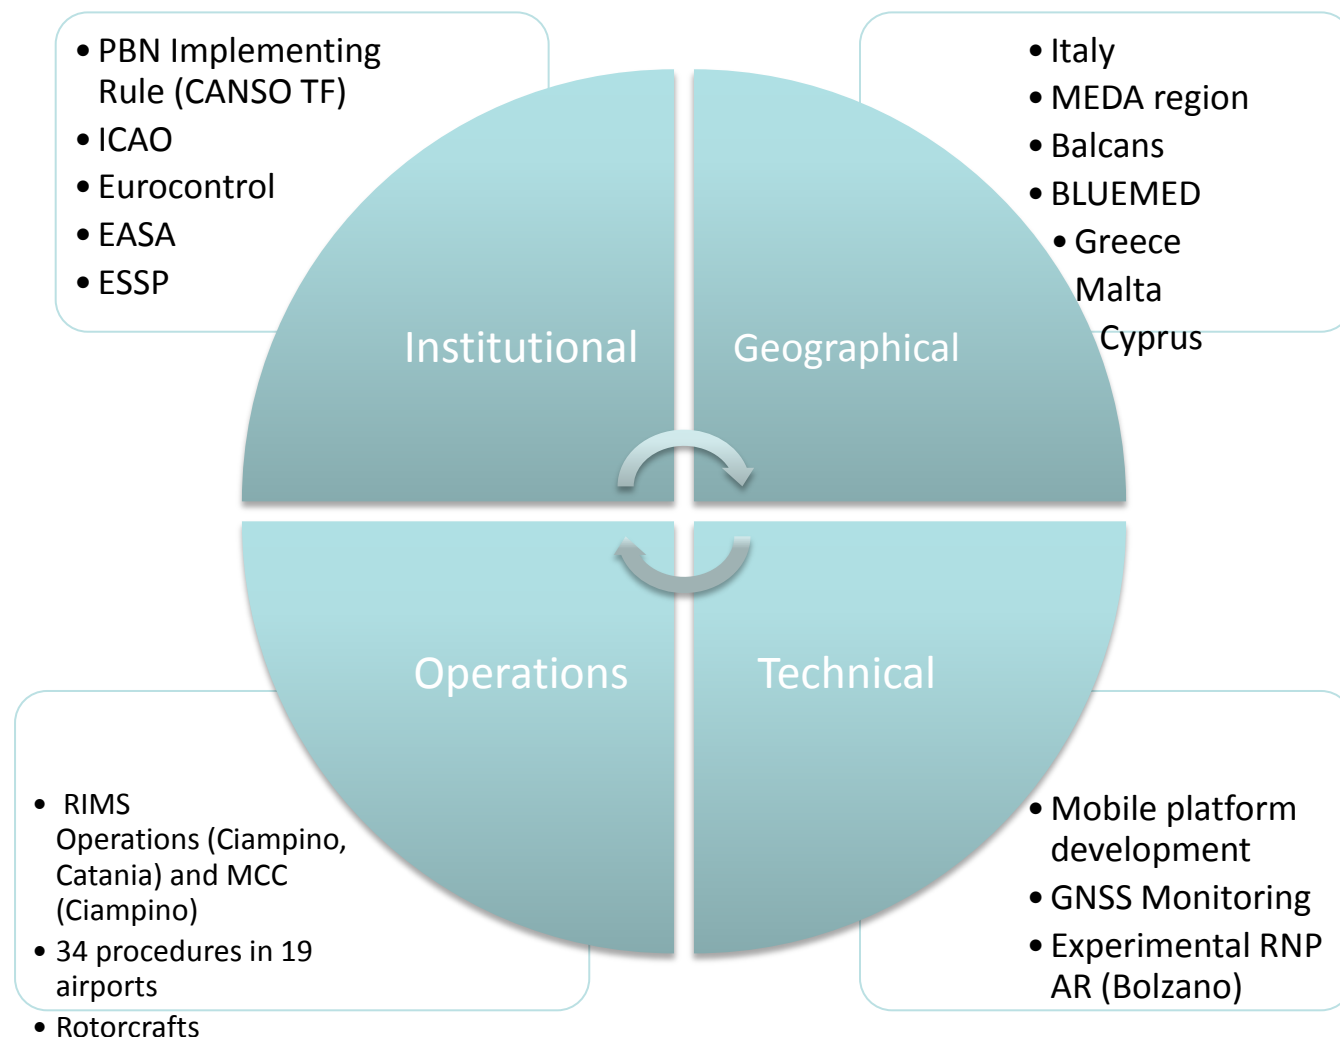 • PBN Implementing
Rule (CANSO TF)
• ICAO
• Eurocontrol
• EASA
• ESSP
• Italy
• MEDA region
• Balcans
• BLUEMED
• Greece
Malta
Cyprus
Institutional
Geographical
Operations
Technical
• RIMS
Operations (Ciampino,
Catania) and MCC
(Ciampino)
• 34 procedures in 19
airports
• Rotorcrafts
• Mobile platform
development
• GNSS Monitoring
• Experimental RNP
AR (Bolzano)